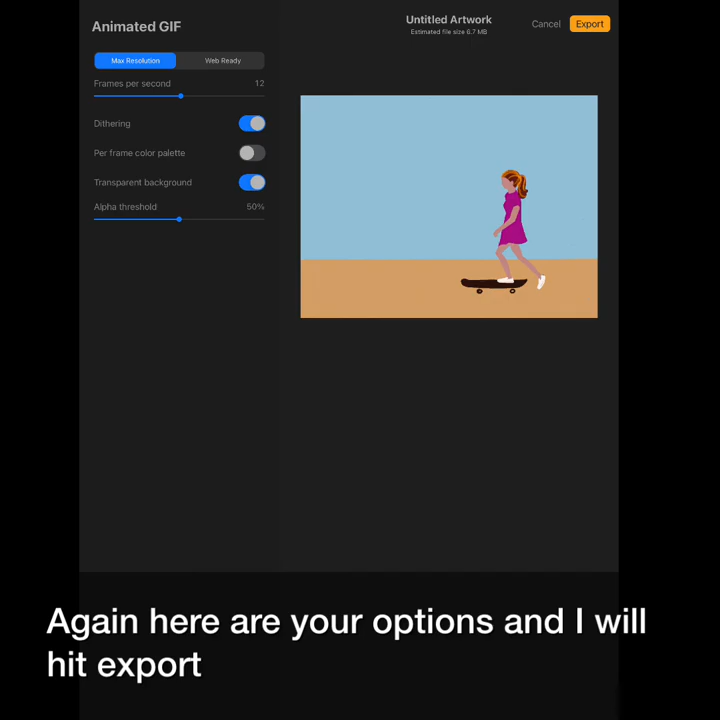 Animated GIF
Untitled Artwork
Estimated file size 6.7 MB
Cancel
Export
Max Resolution
Web Ready
Frames per second 12
Dithering
Per frame color palette
Transparent background
Alpha threshold 50%
Again here are your options and I will
hit export